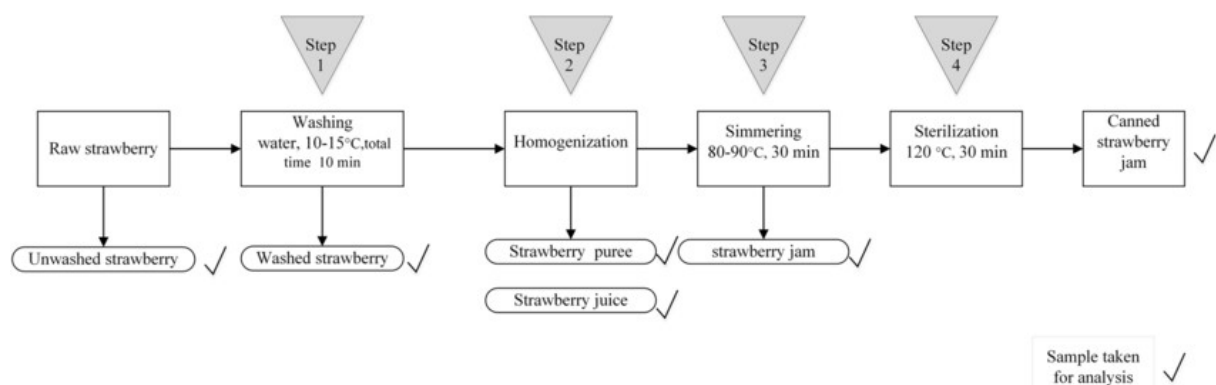 Step
1
Step
2
Step
3
Step
4
Raw strawberry
Washing
water, 10-15°C,total
time 10 min
Homogenization
Simmering
80-90°C, 30 min
Sterilization
120 °C, 30 min
Canned
strawberry
jam
Unwashed strawberry
Washed strawberry
Strawberry puree
strawberry jam
Strawberry juice
Sample taken
for analysis